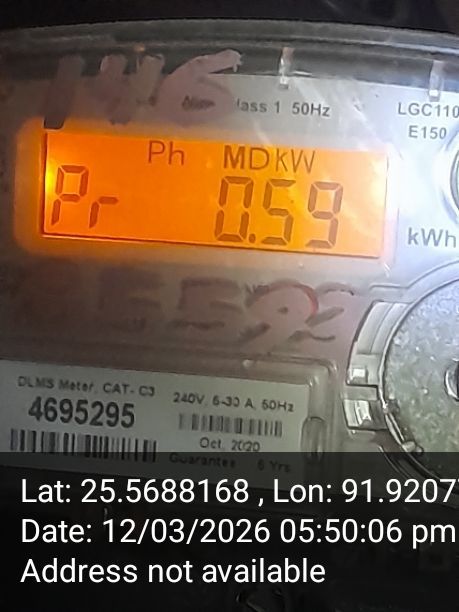 146
lass 1 50Hz
LGC110
E150
Ph MDkW
Pr 0.59
kWh
DLMS Meter, CAT- C3
240V, 5-30 A, 50Hz
4695295
Oct, 2020
Guarantee 5 Yrs
Lat: 25.5688168 , Lon: 91.9207
Date: 12/03/2026 05:50:06 pm
Address not available